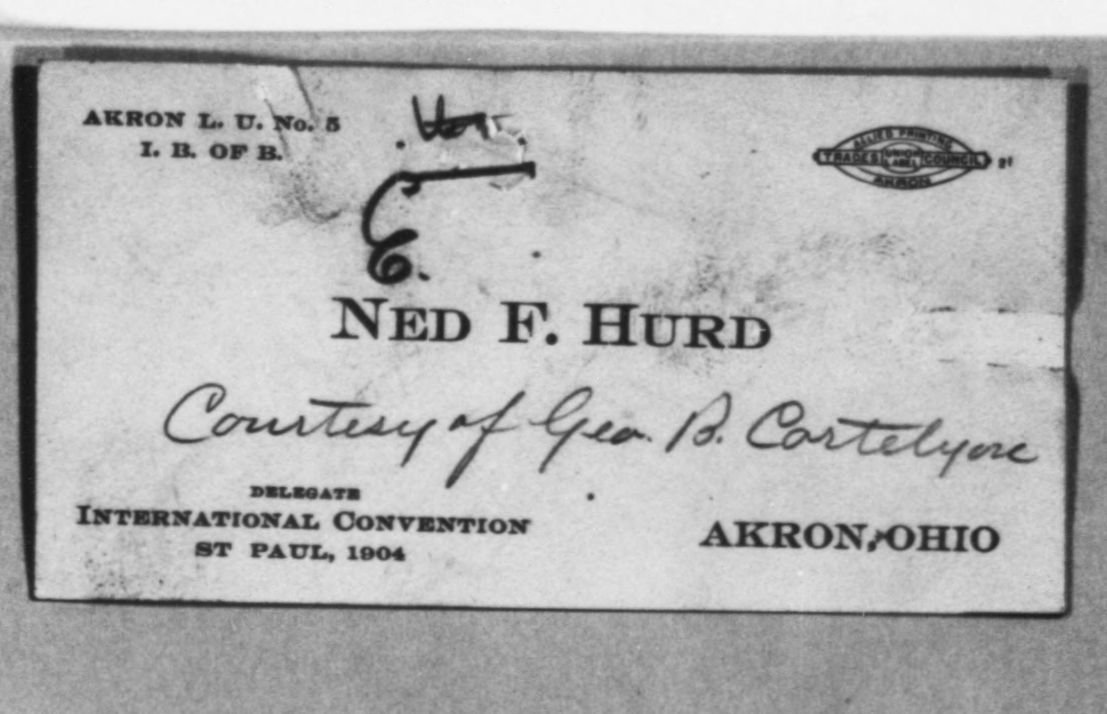 AKRON L. U. No. 5
I. B. OF B.
ALLIED PRINTING
TRADES UNION LABEL COUNCIL 21
AKRON
E.
NED F. HURD
Courtesy of Geo. B. Cortelyou
DELEGATE
INTERNATIONAL CONVENTION
ST PAUL, 1904
AKRON, OHIO